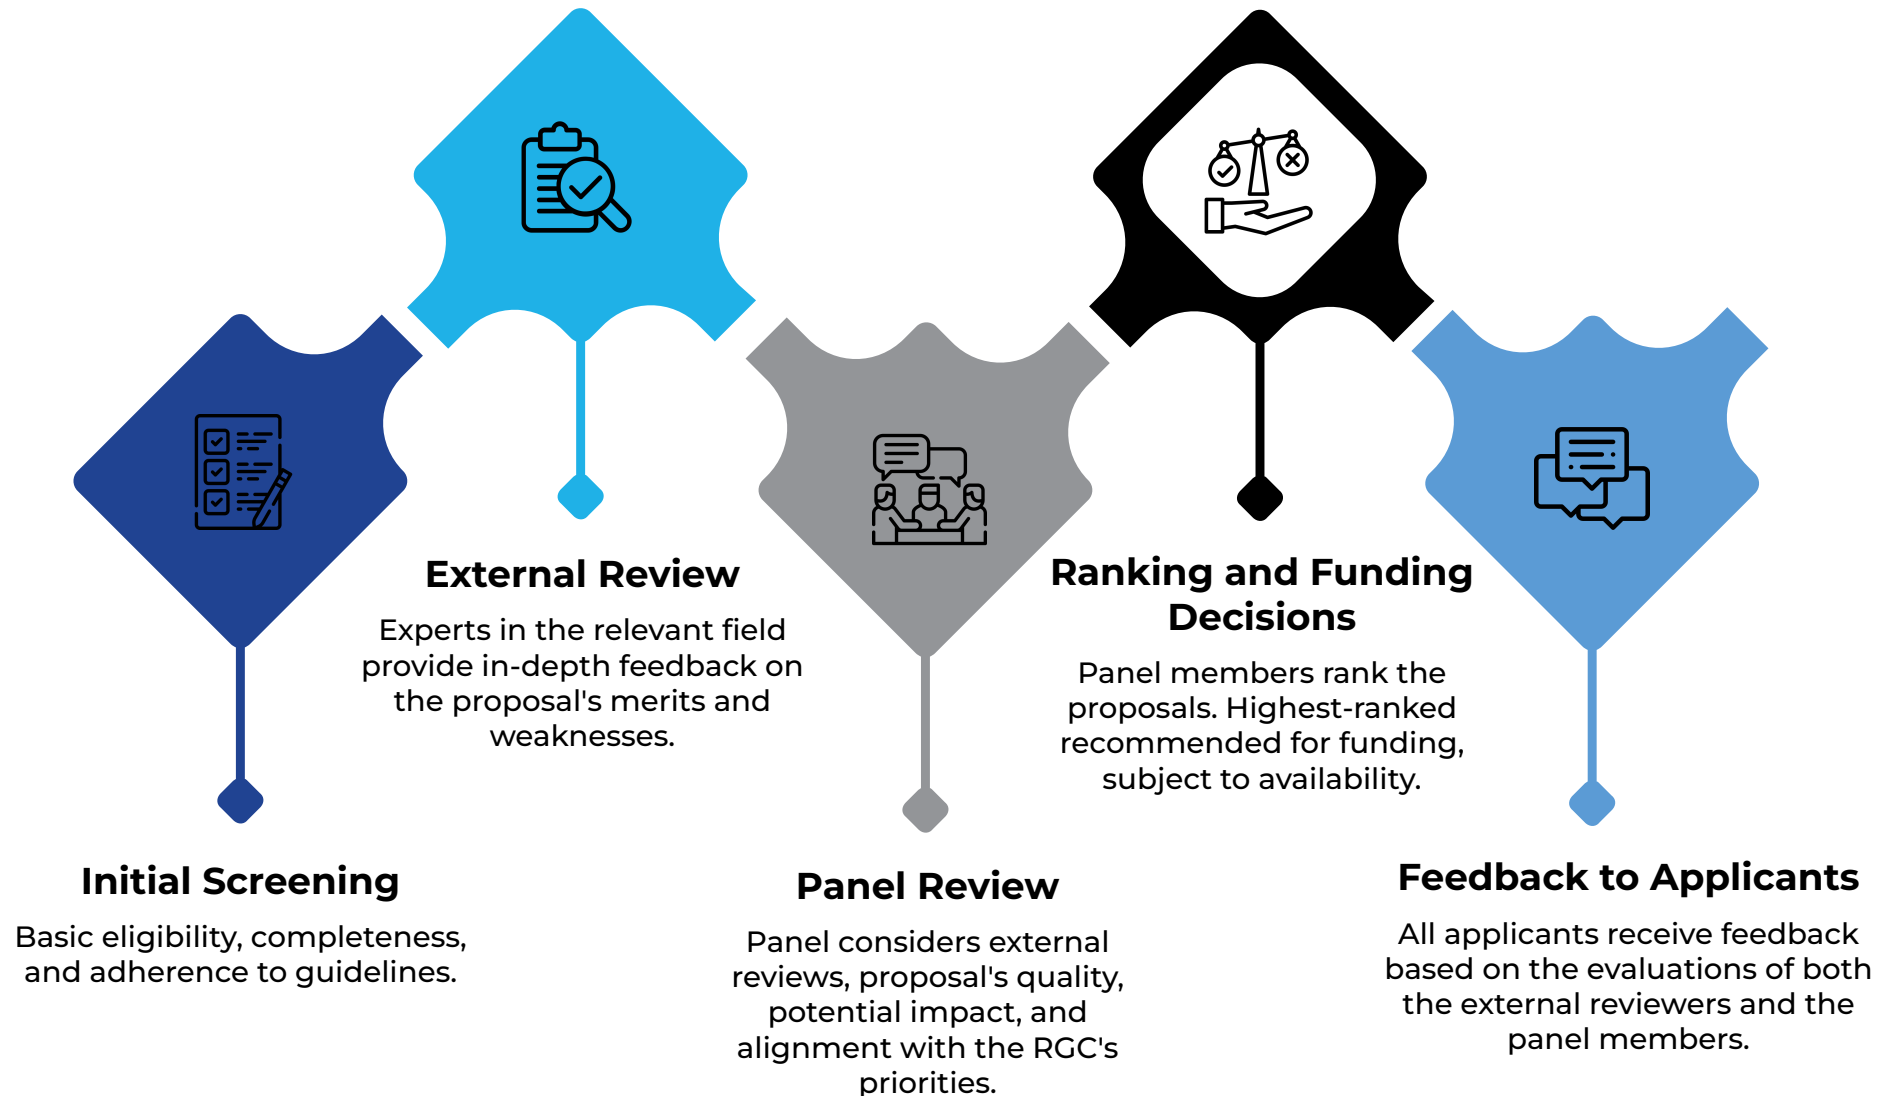 Initial Screening
Basic eligibility, completeness,
and adherence to guidelines.
External Review
Experts in the relevant field
provide in-depth feedback on
the proposal's merits and
weaknesses.
Panel Review
Panel considers external
reviews, proposal's quality,
potential impact, and
alignment with the RGC's
priorities.
Ranking and Funding
Decisions
Panel members rank the
proposals. Highest-ranked
recommended for funding,
subject to availability.
Feedback to Applicants
All applicants receive feedback
based on the evaluations of both
the external reviewers and the
panel members.